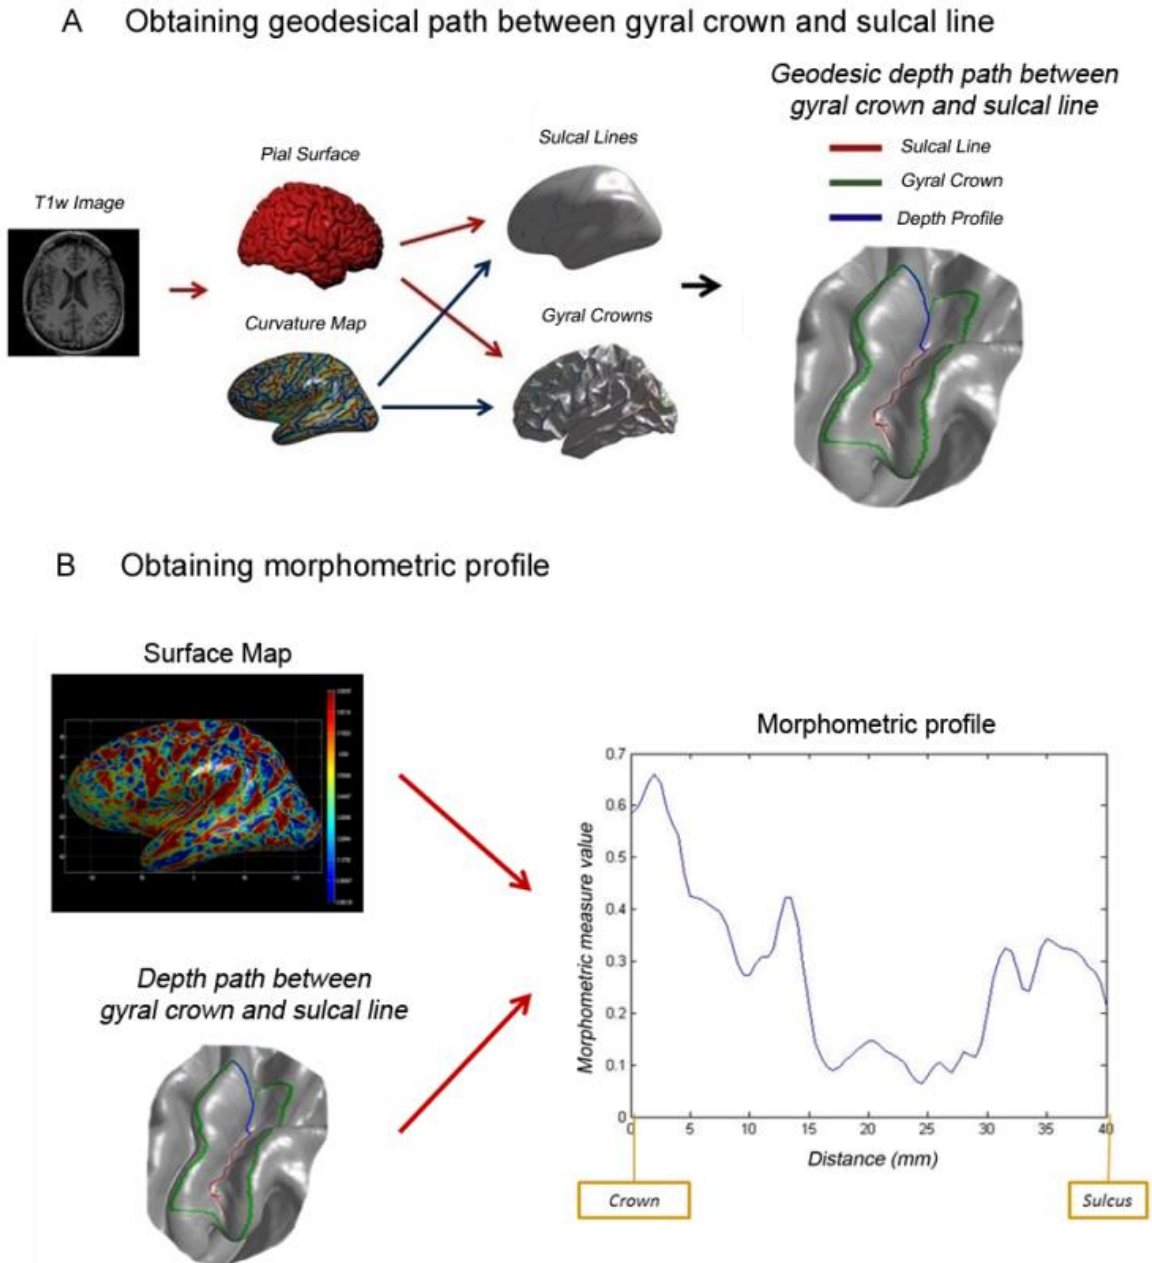 A Obtaining geodesical path between gyral crown and sulcal line
Geodesic depth path between
gyral crown and sulcal line
Sulcal Line
Gyral Crown
Depth Profile
T1w Image
Pial Surface
Curvature Map
Sulcal Lines
Gyral Crowns
B Obtaining morphometric profile
Surface Map
Depth path between
gyral crown and sulcal line
Morphometric profile
Morphometric measure value
0.7
0.6
0.5
0.4
0.3
0.2
0.1
0
0 5 10 15 20 25 30 35 40
Distance (mm)
Crown
Sulcus